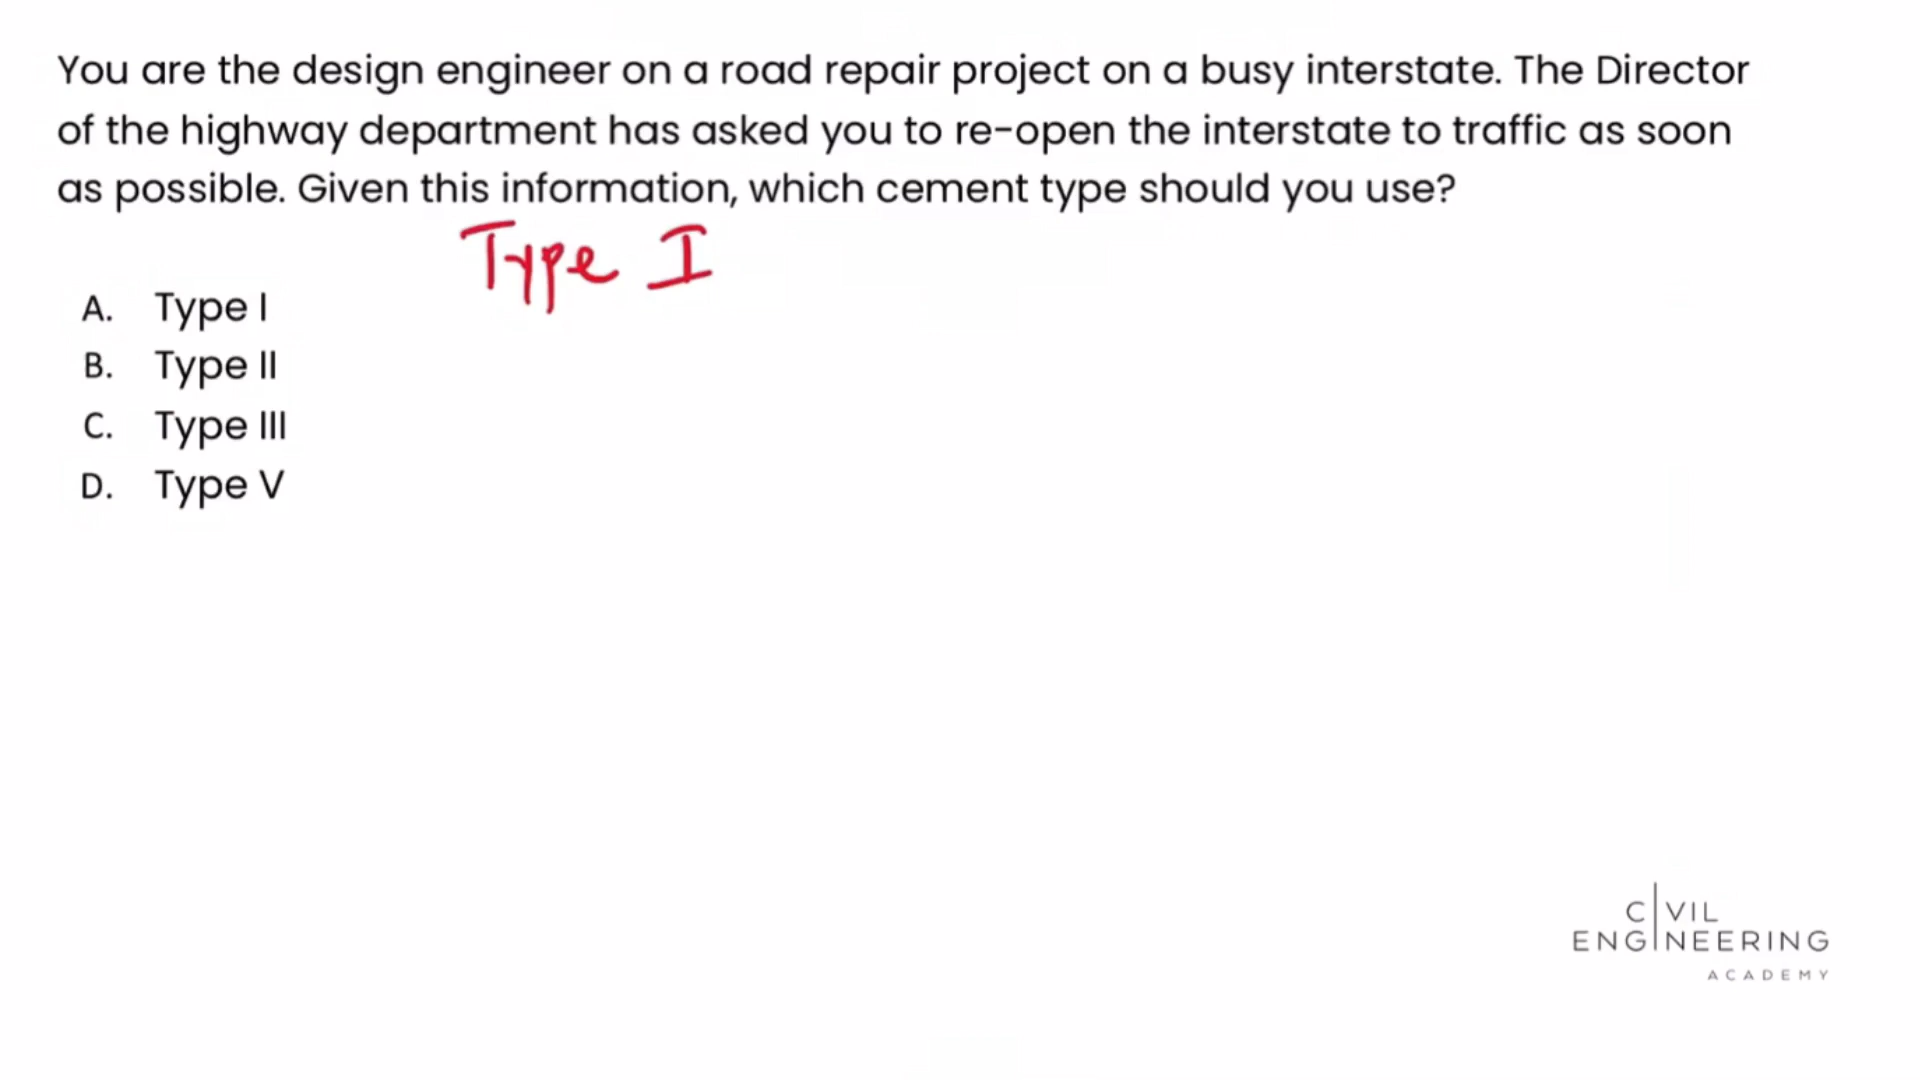 You are the design engineer on a road repair project on a busy interstate. The Director
of the highway department has asked you to re-open the interstate to traffic as soon
as possible. Given this information, which cement type should you use?
Type I
A. Type I
B. Type II
C. Type III
D. Type V
CIVIL
ENGINEERING
ACADEMY